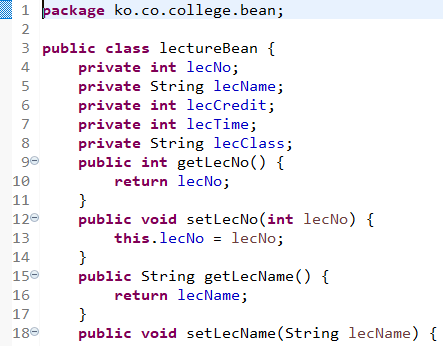 1 package ko.co.college.bean;
2
3 public class lectureBean {
4 private int lecNo;
5 private String lecName;
6 private int lecCredit;
7 private int lecTime;
8 private String lecClass;
9 public int getLecNo() {
10 return lecNo;
11 }
12 public void setLecNo(int lecNo) {
13 this.lecNo = lecNo;
14 }
15 public String getLecName() {
16 return lecName;
17 }
18 public void setLecName(String lecName) {